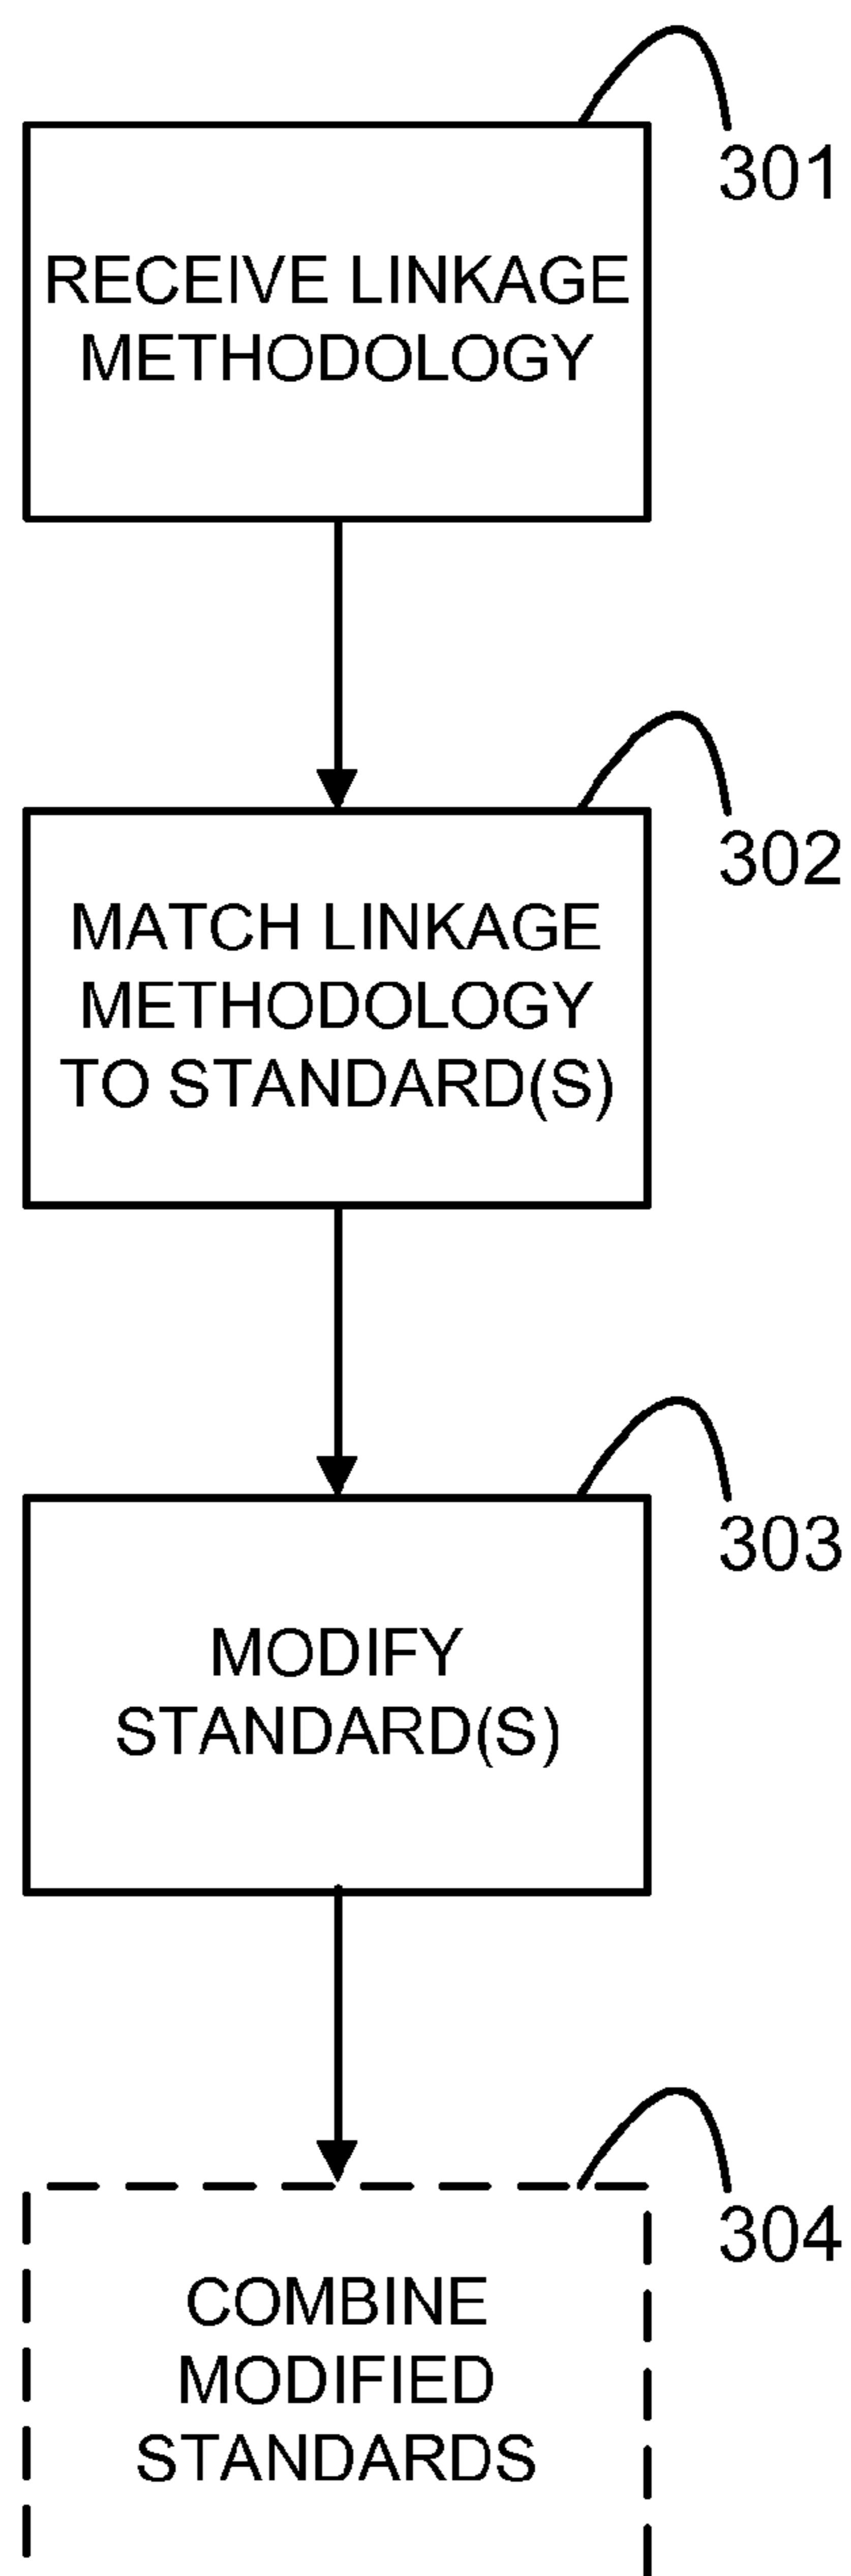 301
RECEIVE LINKAGE
METHODOLOGY
302
MATCH LINKAGE
METHODOLOGY
TO STANDARD(S)
303
MODIFY
STANDARD(S)
304
COMBINE
MODIFIED
STANDARDS